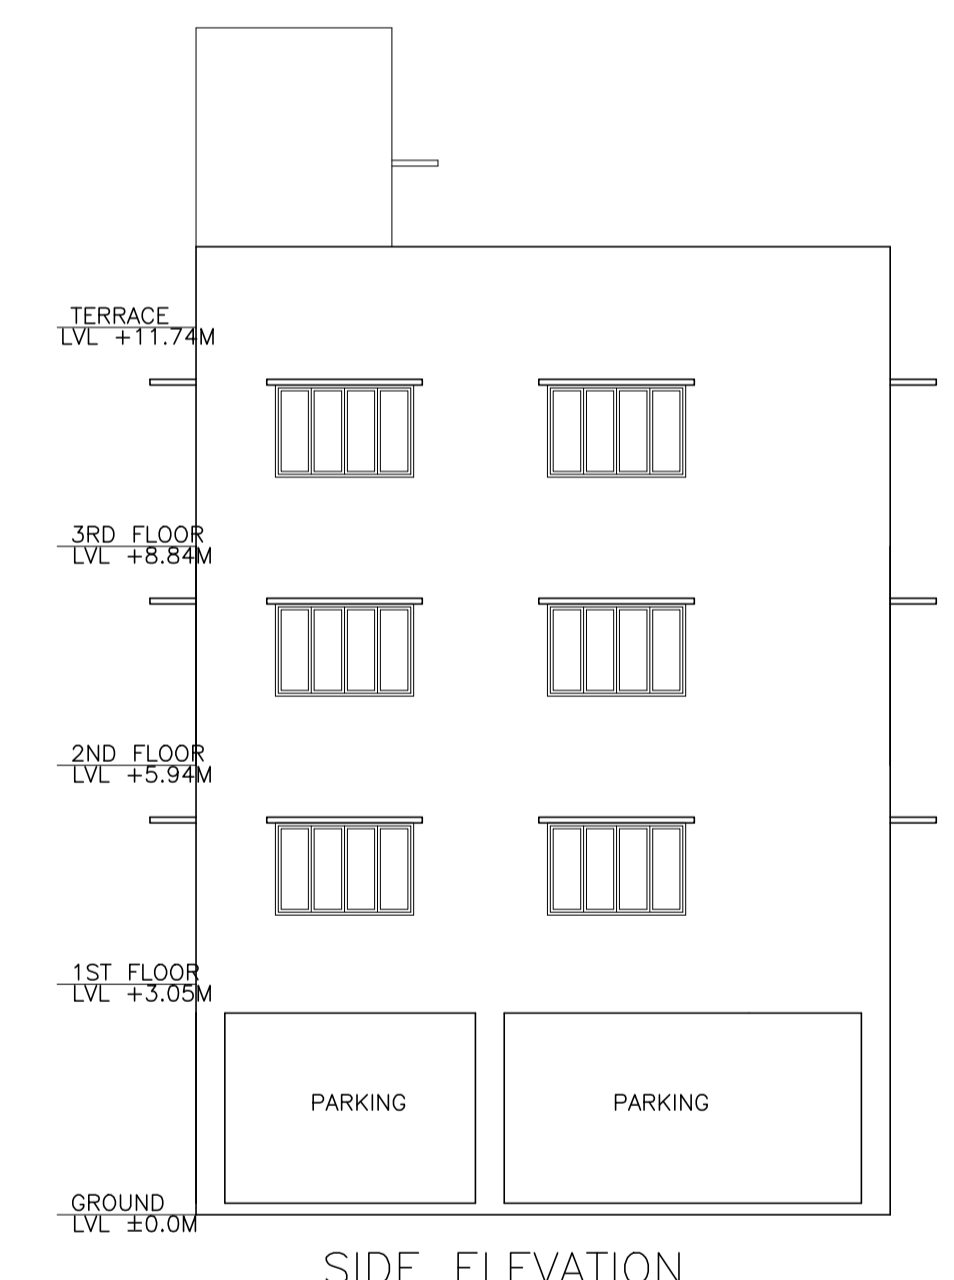 TERRACE
LVL +11.74M
3RD FLOOR
LVL +8.84M
2ND FLOOR
LVL +5.94M
1ST FLOOR
LVL +3.05M
PARKING PARKING
GROUND
LVL ±0.0M
SIDE ELEVATION